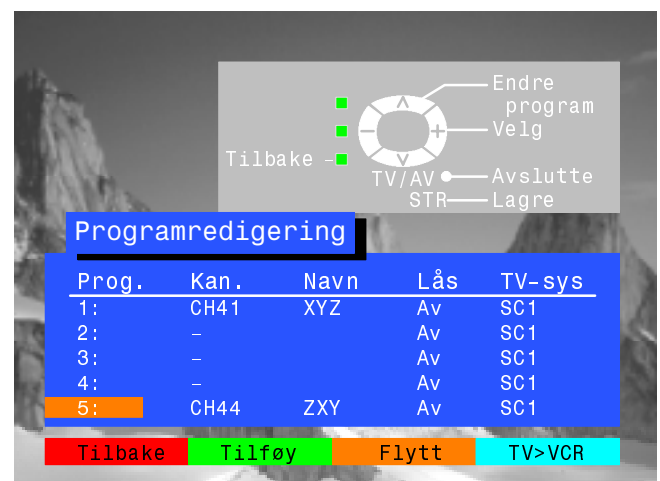 Endre
program
Velg
Tilbake
TV/AV Avslutte
STR Lagre
Programredigering
Prog. Kan. Navn Lås TV-sys
1: CH41 XYZ Av SC1
2: – Av SC1
3: – Av SC1
4: – Av SC1
5: CH44 ZXY Av SC1
Tilbake Tilføy Flytt TV>VCR